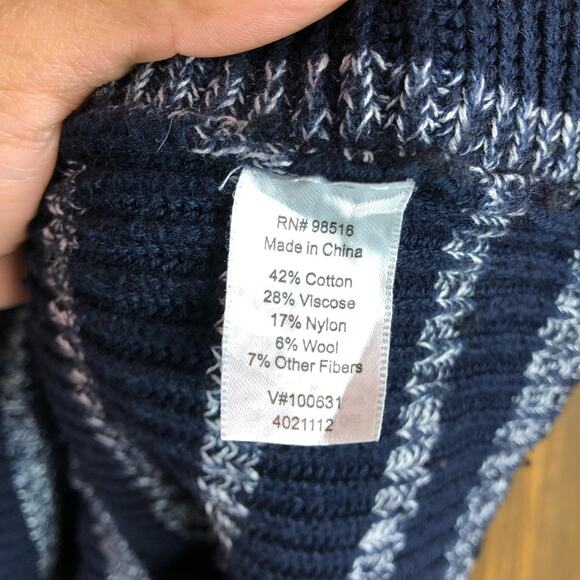 RN# 98516
Made in China
42% Cotton
28% Viscose
17% Nylon
6% Wool
7% Other Fibers
V#100631
4021112